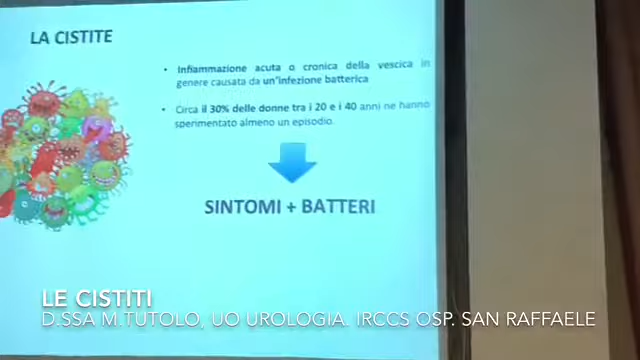 LA CISTITE
• Infiammazione acuta o cronica della vescica in
genere causata da un'infezione batterica
• Circa il 30% delle donne tra i 20 e i 40 anni ne hanno
sperimentato almeno un episodio.
SINTOMI + BATTERI
LE CISTITI
D.SSA M.TUTOLO, UO UROLOGIA. IRCCS OSP. SAN RAFFAELE